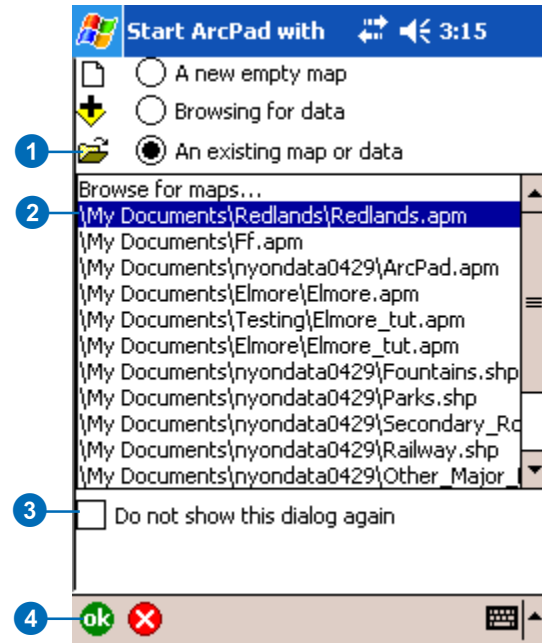 Start ArcPad with 3:15
A new empty map
Browsing for data
1 An existing map or data
Browse for maps...
2 \My Documents\Redlands\Redlands.apm
\My Documents\Ff.apm
\My Documents\nyondata0429\ArcPad.apm
\My Documents\Elmore\Elmore.apm
\My Documents\Testing\Elmore_tut.apm
\My Documents\Elmore\Elmore_tut.apm
\My Documents\nyondata0429\Fountains.shp
\My Documents\nyondata0429\Parks.shp
\My Documents\nyondata0429\Secondary_Ro
\My Documents\nyondata0429\Railway.shp
\My Documents\nyondata0429\Other_Major_
3 Do not show this dialog again
4 ok